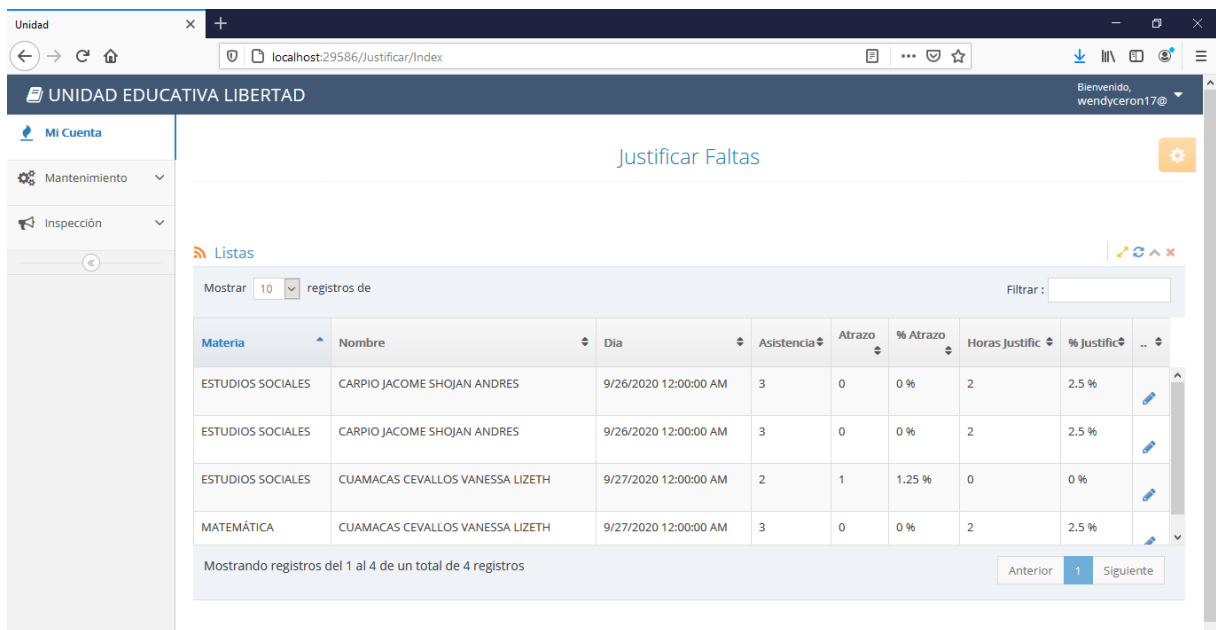 Unidad
localhost:29586/Justificar/Index
UNIDAD EDUCATIVA LIBERTAD
Bienvenido,
wendyceron17@
Mi Cuenta
Mantenimiento
Inspección
Justificar Faltas
Listas
Mostrar 10 registros de
Filtrar :
Materia Nombre Dia Asistencia Atrazo % Atrazo Horas Justific % Justific ..
ESTUDIOS SOCIALES CARPIO JACOME SHOJAN ANDRES 9/26/2020 12:00:00 AM 3 0 0 % 2 2.5 %
ESTUDIOS SOCIALES CARPIO JACOME SHOJAN ANDRES 9/26/2020 12:00:00 AM 3 0 0 % 2 2.5 %
ESTUDIOS SOCIALES CUAMACAS CEVALLOS VANESSA LIZETH 9/27/2020 12:00:00 AM 2 1 1.25 % 0 0 %
MATEMÁTICA CUAMACAS CEVALLOS VANESSA LIZETH 9/27/2020 12:00:00 AM 3 0 0 % 2 2.5 %
Mostrando registros del 1 al 4 de un total de 4 registros
Anterior 1 Siguiente